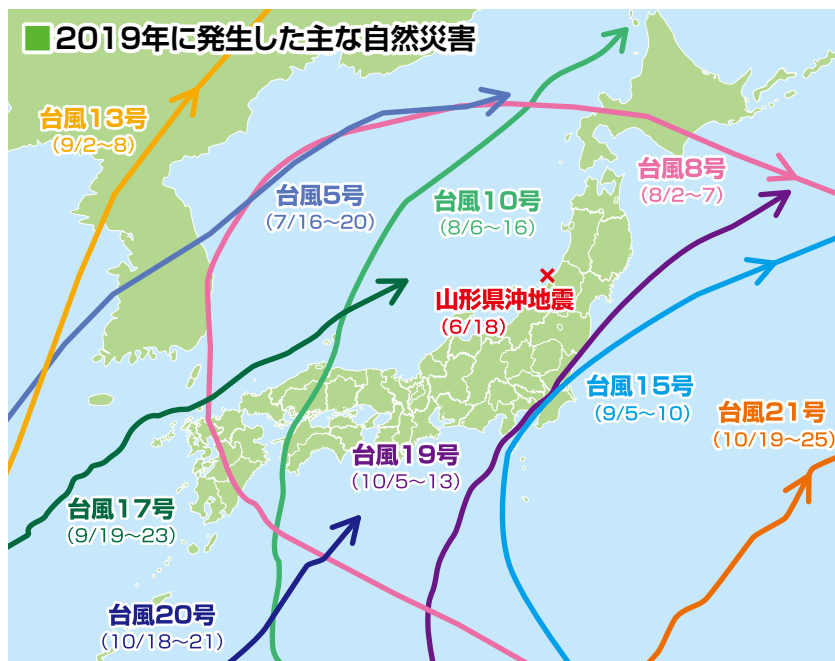 ■2019年に発生した主な自然災害
台風13号
(9/2～8)
台風5号
(7/16～20)
台風10号
(8/6～16)
台風8号
(8/2～7)
山形県沖地震
(6/18)
台風15号
(9/5～10)
台風21号
(10/19～25)
台風19号
(10/5～13)
台風17号
(9/19～23)
台風20号
(10/18～21)